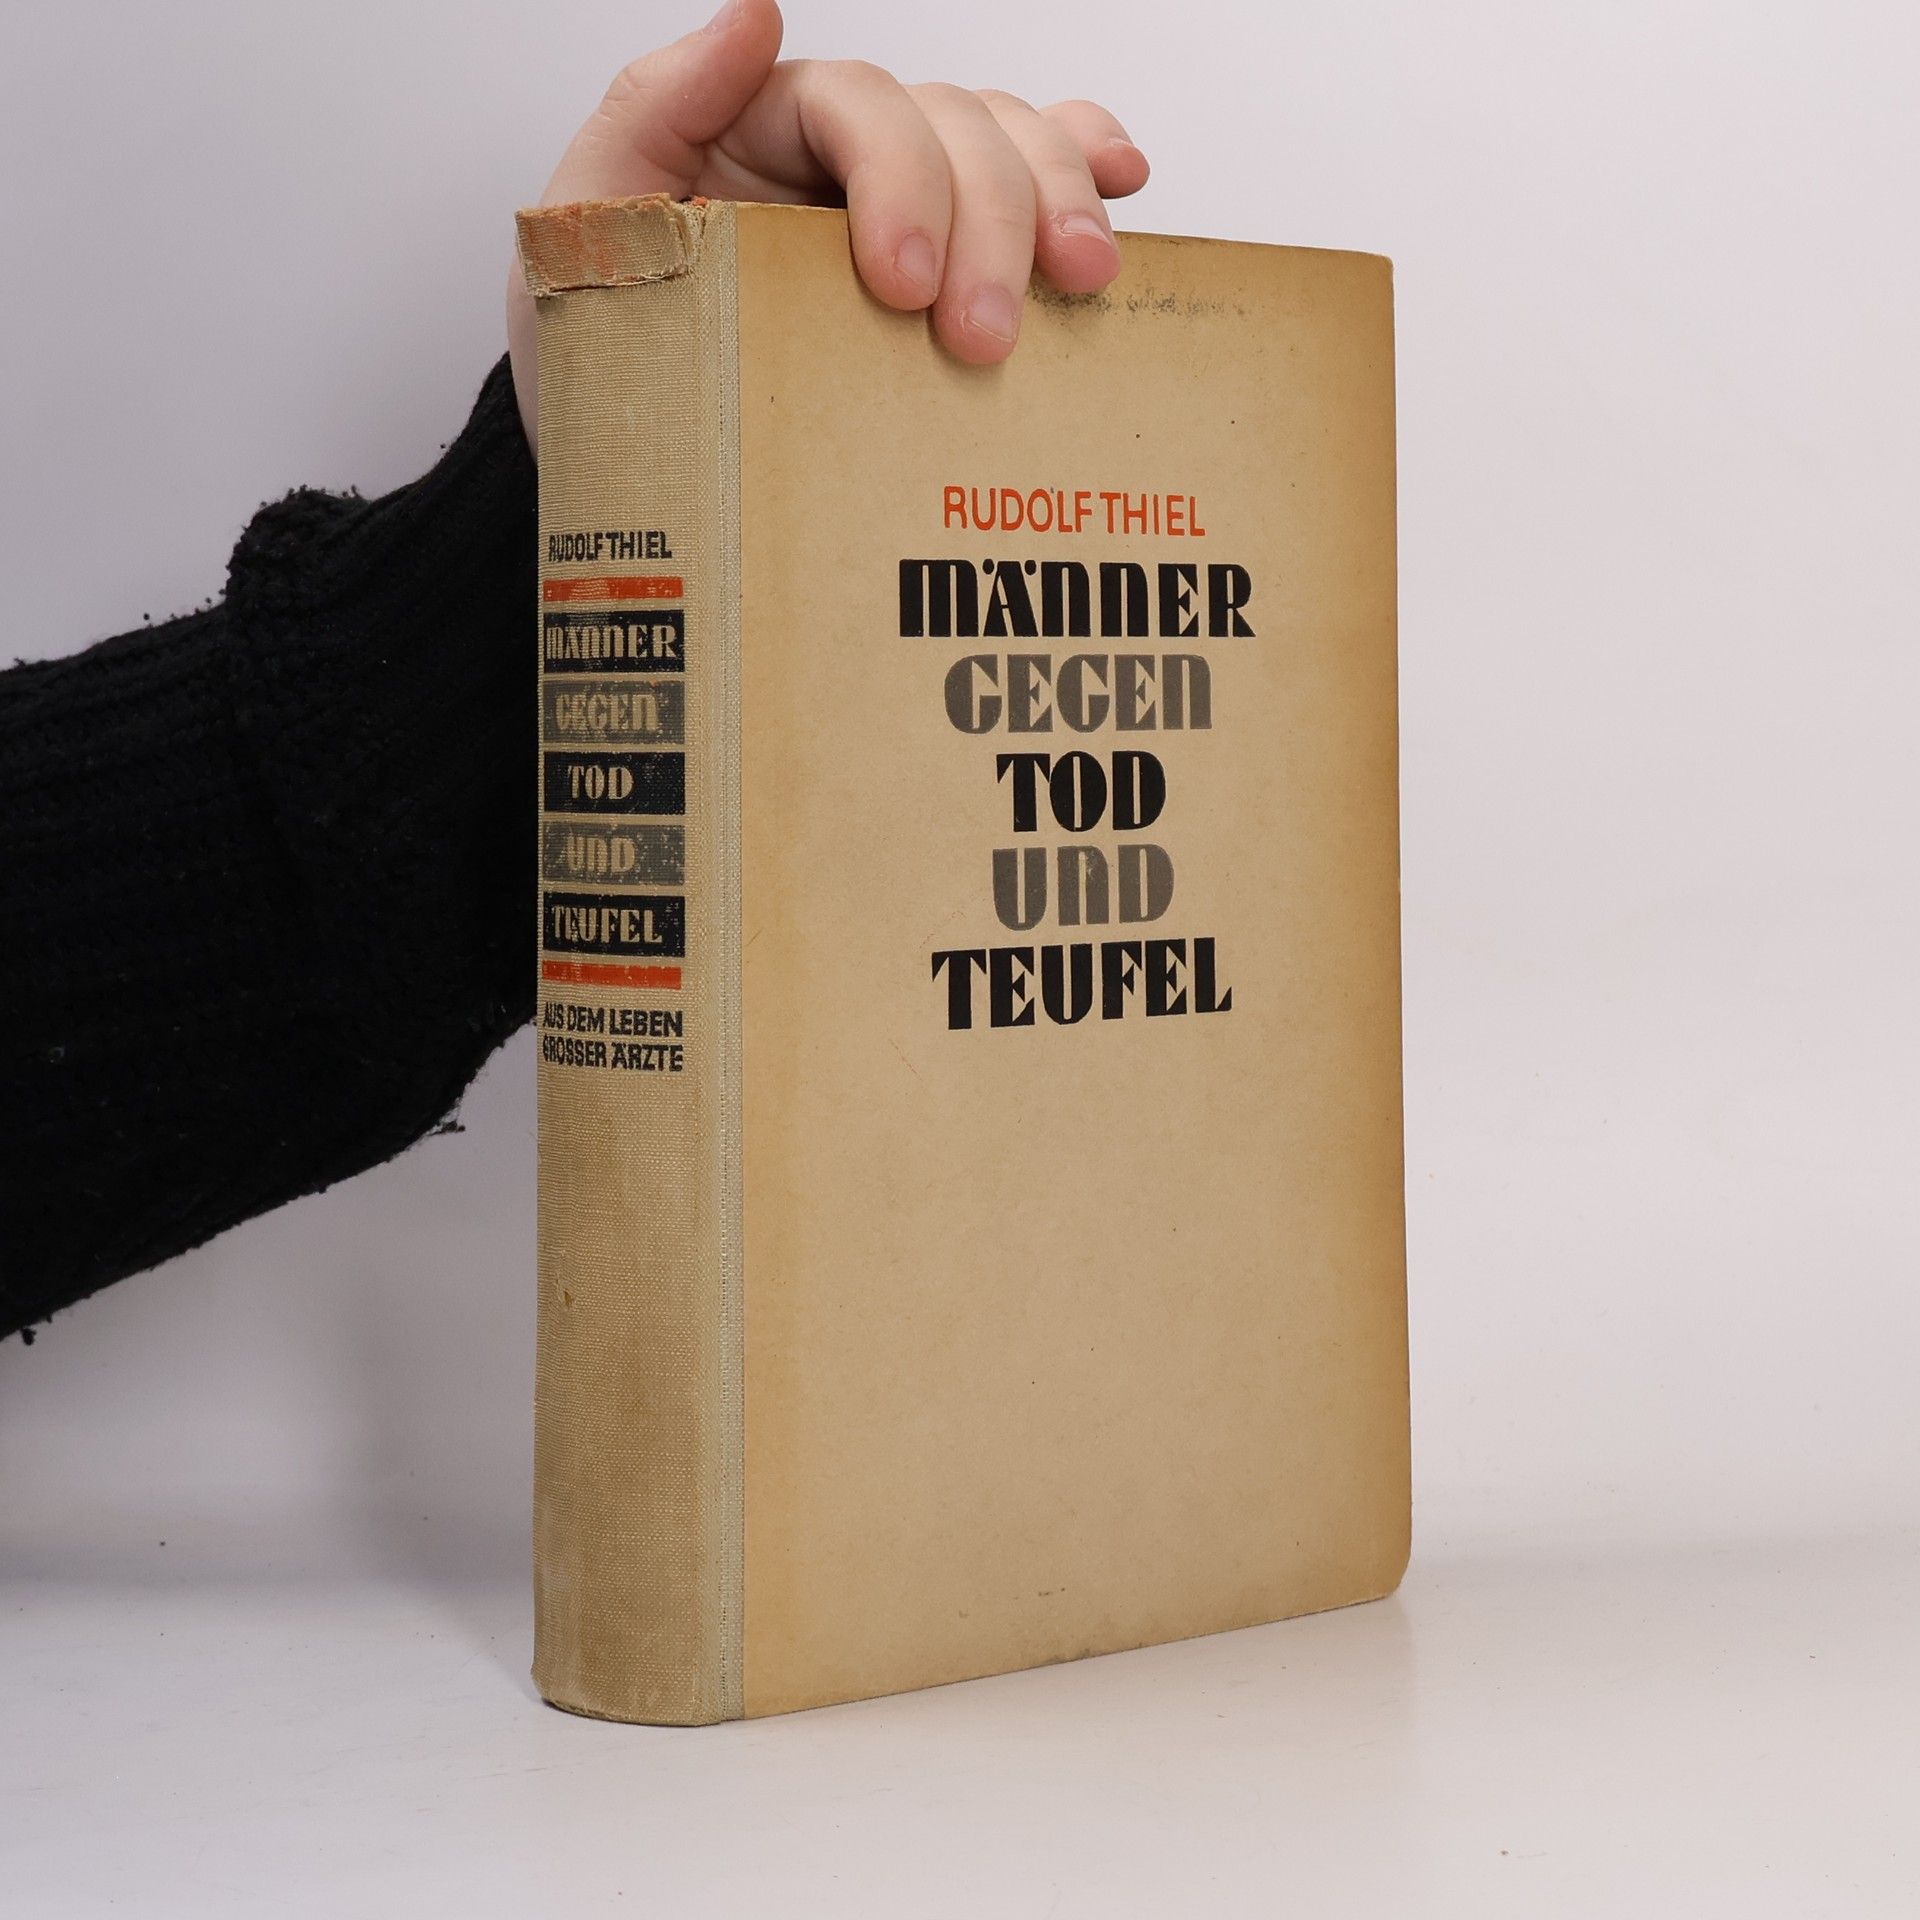 RUDOLF THIEL
MÄNNER
GEGEN
TOD
UND
TEUFEL
AUS DEM LEBEN
GROSSER ÄRZTE
RUDOLF THIEL
MÄNNER
GEGEN
TOD
UND
TEUFEL